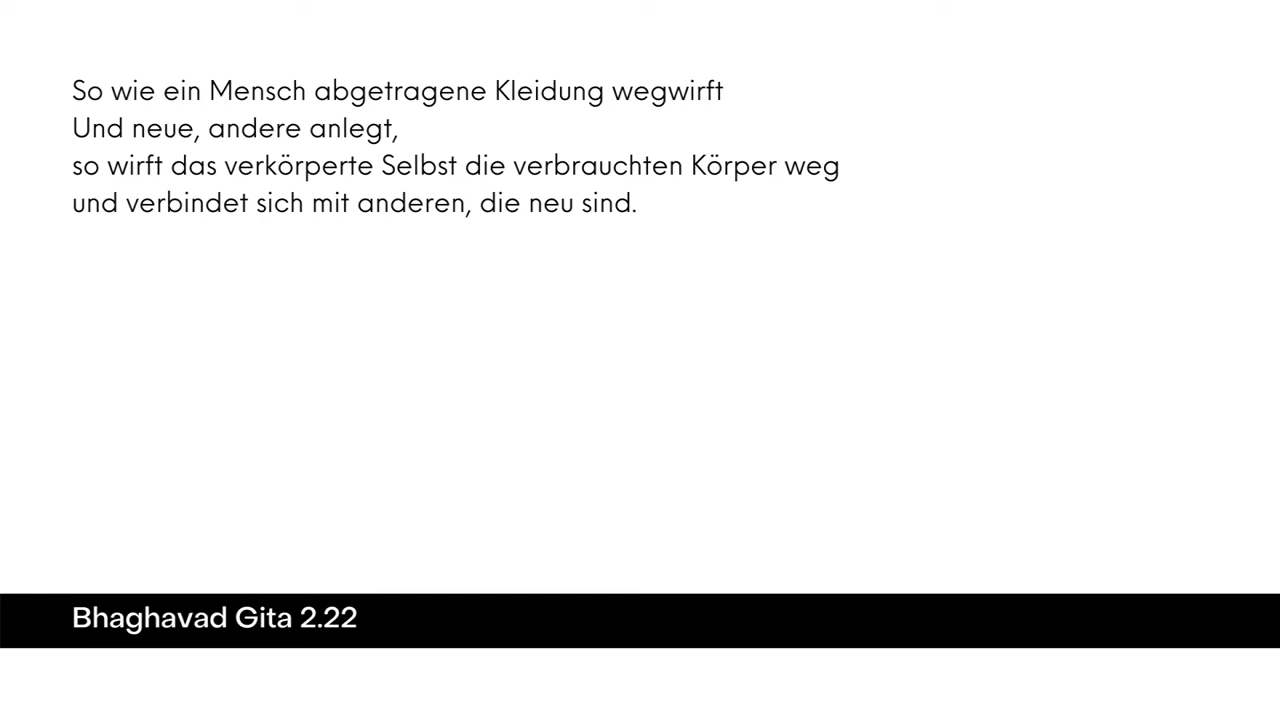 So wie ein Mensch abgetragene Kleidung wegwirft
Und neue, andere anlegt,
so wirft das verkörperte Selbst die verbrauchten Körper weg
und verbindet sich mit anderen, die neu sind.
Bhaghavad Gita 2.22